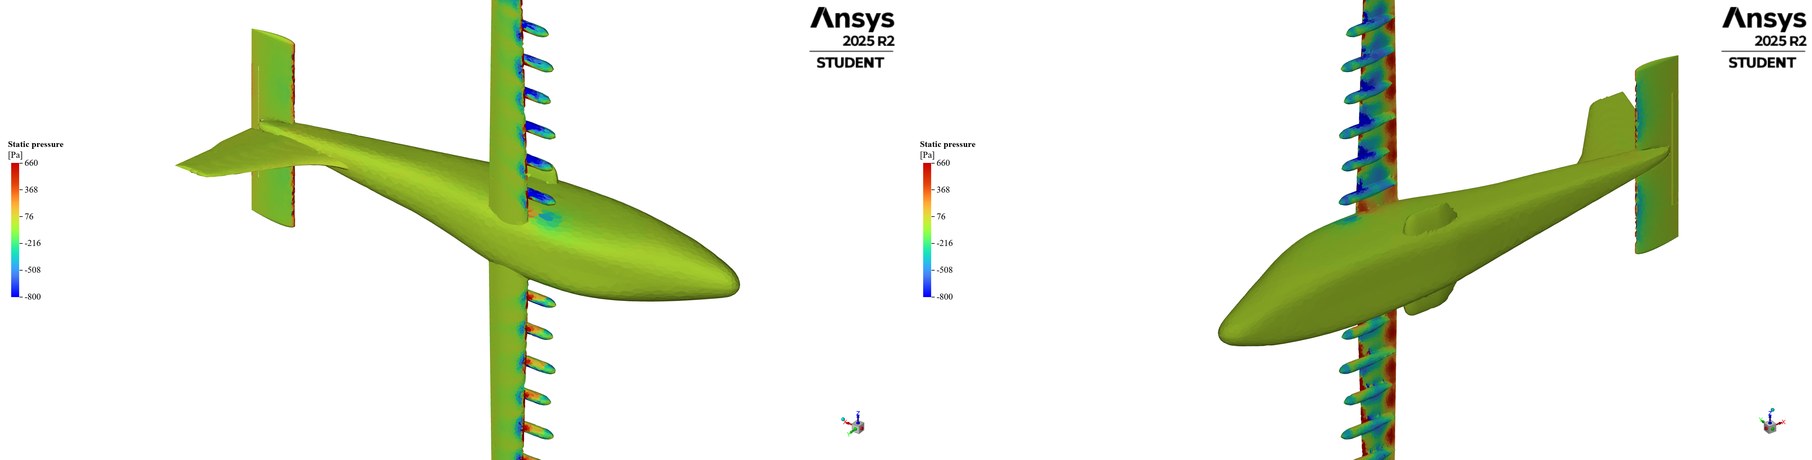 Ansys
2025 R2
STUDENT
Static pressure
[Pa]
660
368
76
-216
-508
-800
Ansys
2025 R2
STUDENT
Static pressure
[Pa]
660
368
76
-216
-508
-800